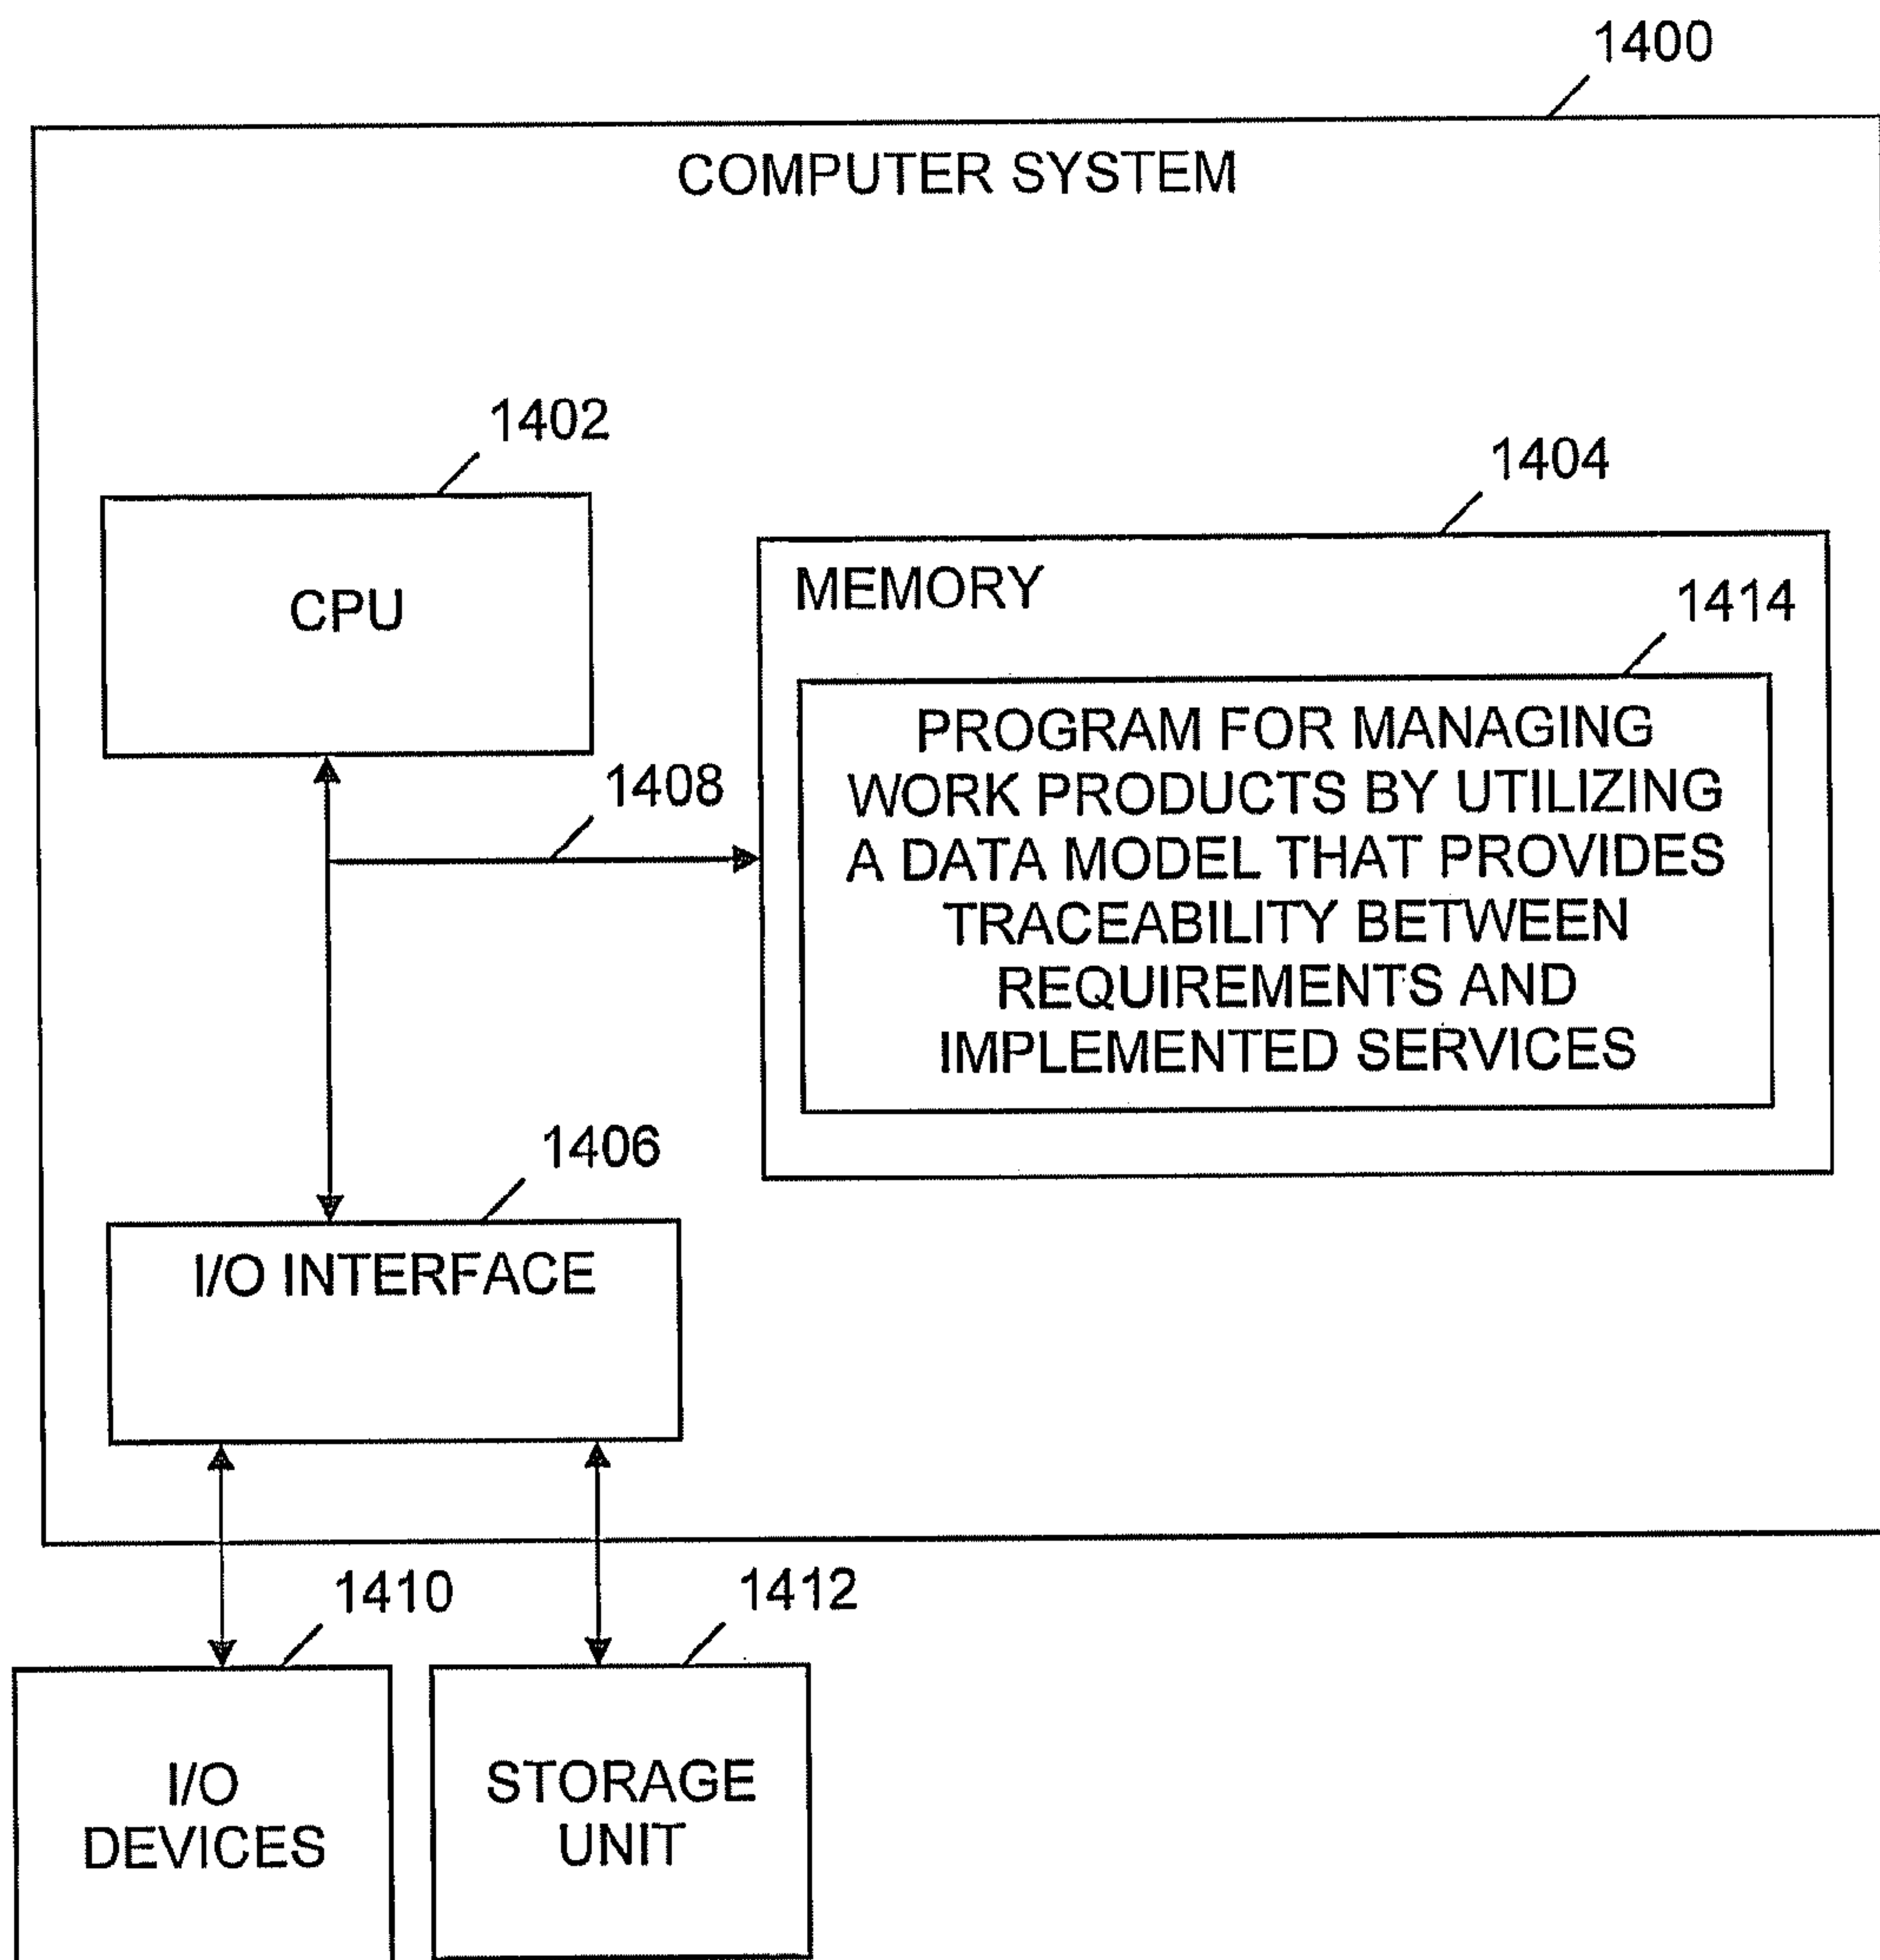 1400
COMPUTER SYSTEM
1402
1404
CPU
MEMORY
1414
PROGRAM FOR MANAGING
WORK PRODUCTS BY UTILIZING
A DATA MODEL THAT PROVIDES
TRACEABILITY BETWEEN
REQUIREMENTS AND
IMPLEMENTED SERVICES
1408
1406
I/O INTERFACE
1410
1412
I/O
DEVICES
STORAGE
UNIT